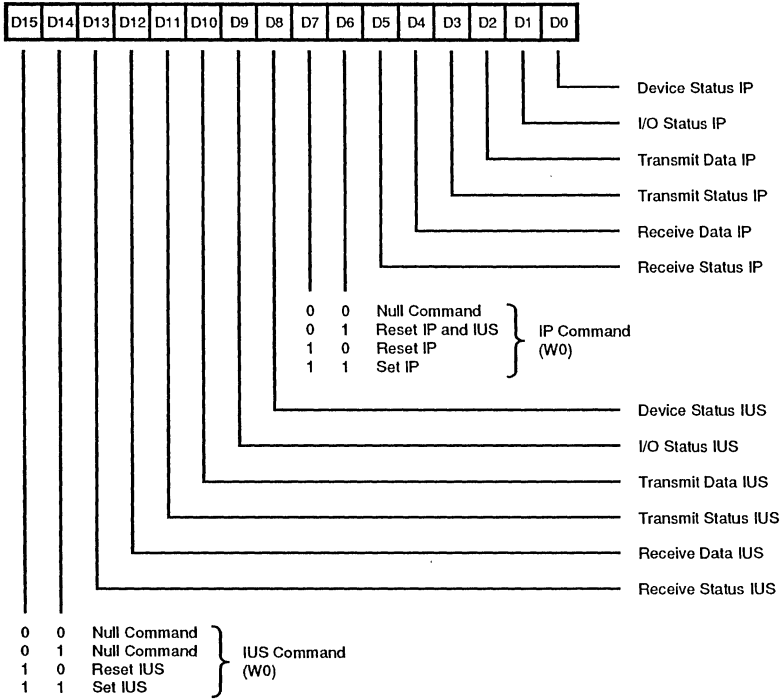 D15 D14 D13 D12 D11 D10 D9 D8 D7 D6 D5 D4 D3 D2 D1 D0
Device Status IP
I/O Status IP
Transmit Data IP
Transmit Status IP
Receive Data IP
Receive Status IP
0 0 Null Command
0 1 Reset IP and IUS
1 0 Reset IP
1 1 Set IP
IP Command
(W0)
Device Status IUS
I/O Status IUS
Transmit Data IUS
Transmit Status IUS
Receive Data IUS
Receive Status IUS
0 0 Null Command
0 1 Null Command
1 0 Reset IUS
1 1 Set IUS
IUS Command
(W0)